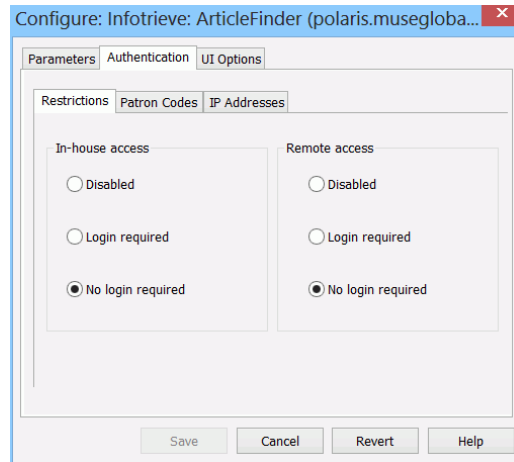 Configure: Infotrieve: ArticleFinder (polaris.musegloba...
Parameters Authentication UI Options
Restrictions Patron Codes IP Addresses
In-house access Remote access
Disabled Disabled
Login required Login required
No login required No login required
Save Cancel Revert Help